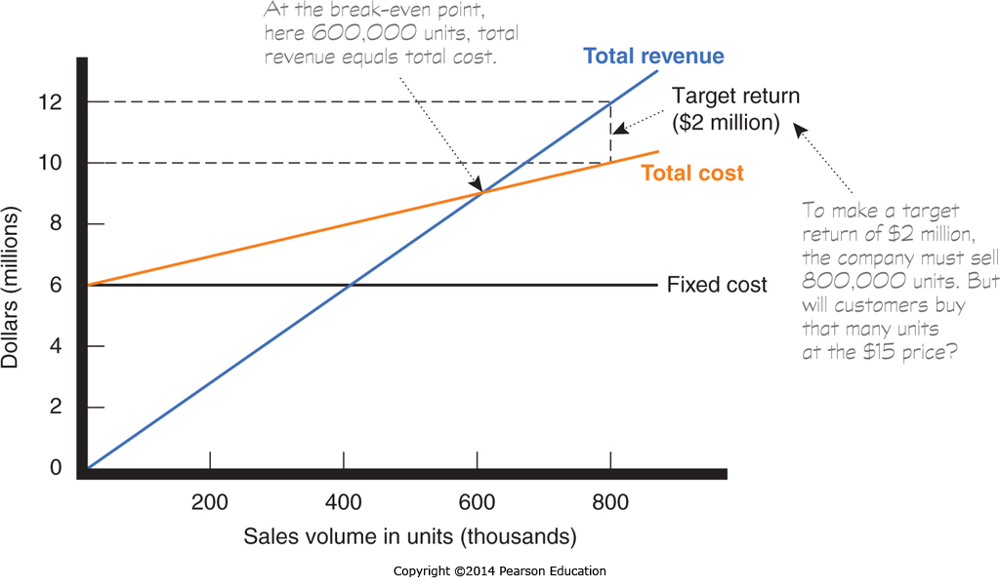 At the break-even point,
here 600,000 units, total
revenue equals total cost.
Total revenue
Target return
($2 million)
Total cost
To make a target
return of $2 million,
the company must sell
800,000 units. But
will customers buy
that many units
at the $15 price?
Fixed cost
Dollars (millions)
12
10
8
6
4
2
0
200 400 600 800
Sales volume in units (thousands)
Copyright ©2014 Pearson Education